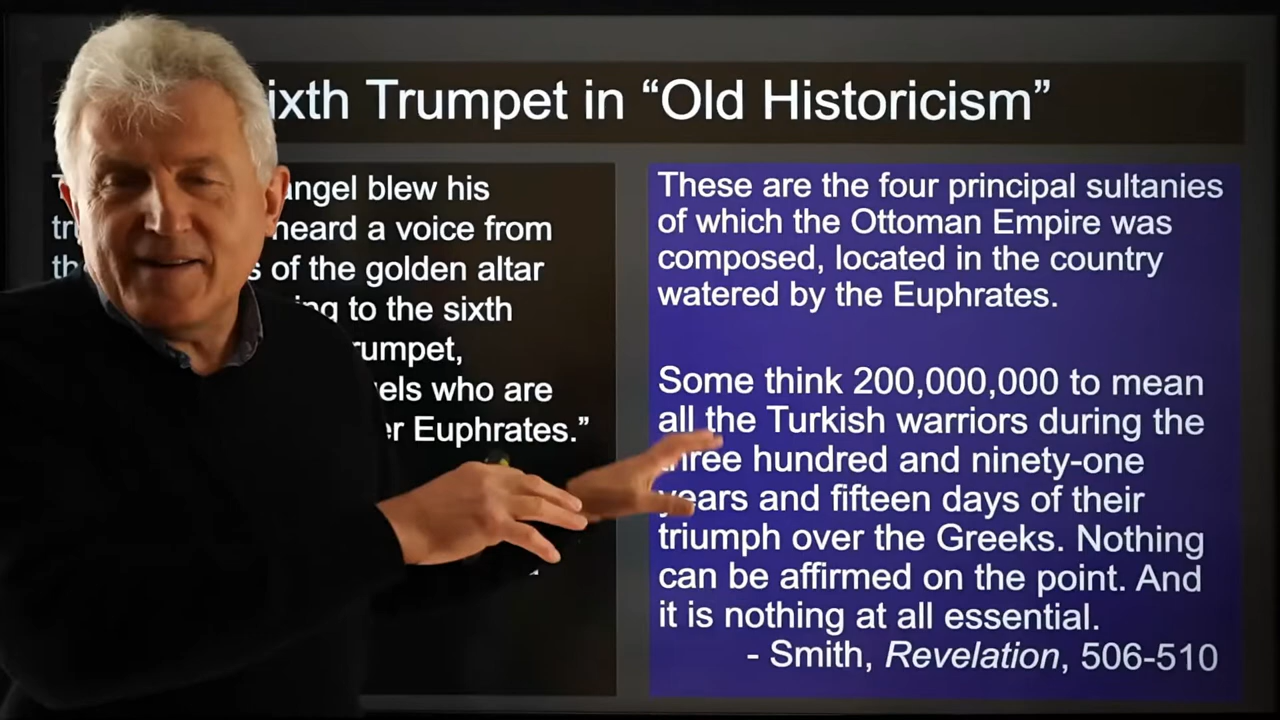 ixth Trumpet in “Old Historicism”
angel blew his
heard a voice from
s of the golden altar
to the sixth
rumpet,
els who are
Euphrates.”
These are the four principal sultanies
of which the Ottoman Empire was
composed, located in the country
watered by the Euphrates.
Some think 200,000,000 to mean
all the Turkish warriors during the
three hundred and ninety-one
years and fifteen days of their
triumph over the Greeks. Nothing
can be affirmed on the point. And
it is nothing at all essential.
- Smith, Revelation, 506-510